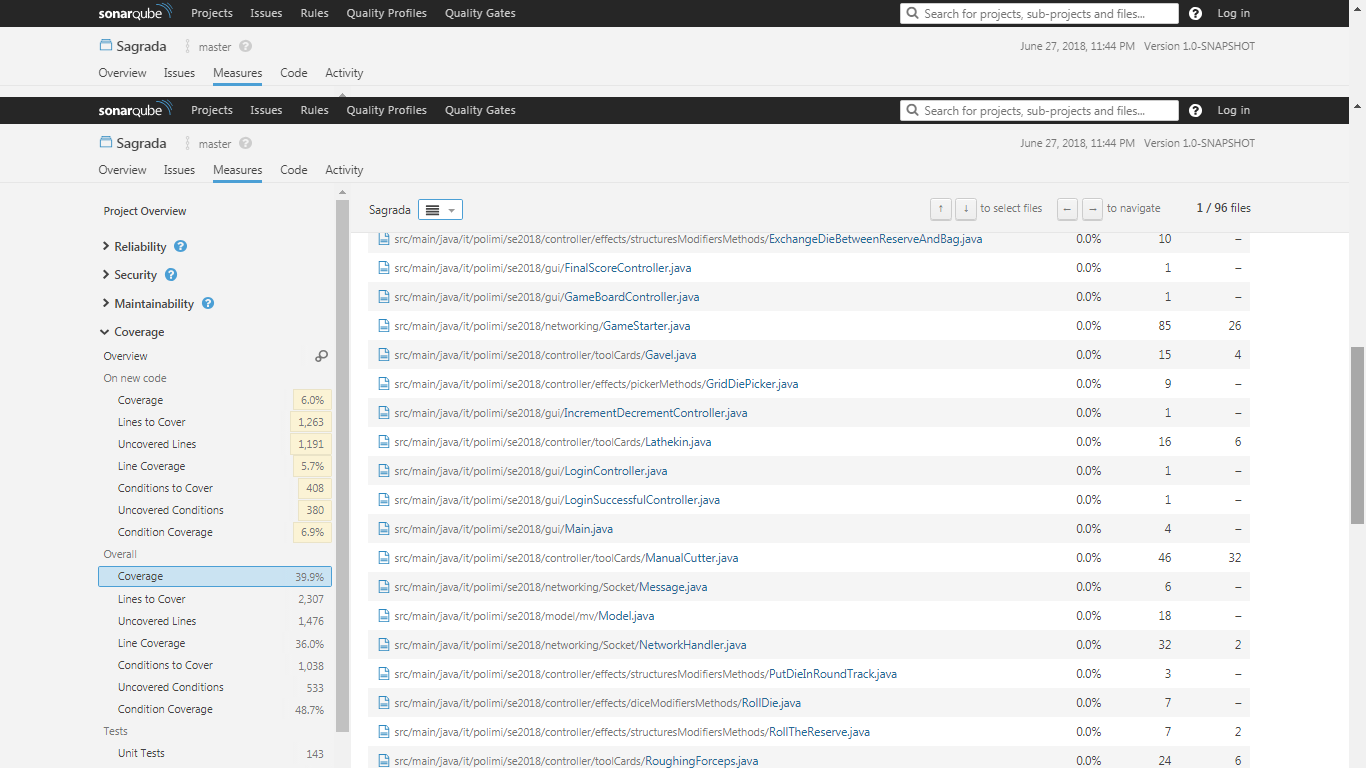 sonarqube Projects Issues Rules Quality Profiles Quality Gates Search for projects, sub-projects and files... ? Log in
Sagrada master ? June 27, 2018, 11:44 PM Version 1.0-SNAPSHOT
Overview Issues Measures Code Activity
sonarqube Projects Issues Rules Quality Profiles Quality Gates Search for projects, sub-projects and files... ? Log in
Sagrada master ? June 27, 2018, 11:44 PM Version 1.0-SNAPSHOT
Overview Issues Measures Code Activity
Project Overview
Reliability ?
Security ?
Maintainability ?
Coverage
Overview
On new code
Coverage 6.0%
Lines to Cover 1,263
Uncovered Lines 1,191
Line Coverage 5.7%
Conditions to Cover 408
Uncovered Conditions 380
Condition Coverage 6.9%
Overall
Coverage 39.9%
Lines to Cover 2,307
Uncovered Lines 1,476
Line Coverage 36.0%
Conditions to Cover 1,038
Uncovered Conditions 533
Condition Coverage 48.7%
Tests
Unit Tests 143
Sagrada ↑ ↓ to select files ← → to navigate 1 / 96 files
src/main/java/it/polimi/se2018/controller/effects/structuresModifiersMethods/ExchangeDieBetweenReserveAndBag.java 0.0% 10 –
src/main/java/it/polimi/se2018/gui/FinalScoreController.java 0.0% 1 –
src/main/java/it/polimi/se2018/gui/GameBoardController.java 0.0% 1 –
src/main/java/it/polimi/se2018/networking/GameStarter.java 0.0% 85 26
src/main/java/it/polimi/se2018/controller/toolCards/Gavel.java 0.0% 15 4
src/main/java/it/polimi/se2018/controller/effects/pickerMethods/GridDiePicker.java 0.0% 9 –
src/main/java/it/polimi/se2018/gui/IncrementDecrementController.java 0.0% 1 –
src/main/java/it/polimi/se2018/controller/toolCards/Lathekin.java 0.0% 16 6
src/main/java/it/polimi/se2018/gui/LoginController.java 0.0% 1 –
src/main/java/it/polimi/se2018/gui/LoginSuccessfulController.java 0.0% 1 –
src/main/java/it/polimi/se2018/gui/Main.java 0.0% 4 –
src/main/java/it/polimi/se2018/controller/toolCards/ManualCutter.java 0.0% 46 32
src/main/java/it/polimi/se2018/networking/Socket/Message.java 0.0% 6 –
src/main/java/it/polimi/se2018/model/mv/Model.java 0.0% 18 –
src/main/java/it/polimi/se2018/networking/Socket/NetworkHandler.java 0.0% 32 2
src/main/java/it/polimi/se2018/controller/effects/structuresModifiersMethods/PutDieInRoundTrack.java 0.0% 3 –
src/main/java/it/polimi/se2018/controller/effects/diceModifiersMethods/RollDie.java 0.0% 7 –
src/main/java/it/polimi/se2018/controller/effects/structuresModifiersMethods/RollTheReserve.java 0.0% 7 2
src/main/java/it/polimi/se2018/controller/toolCards/RoughingForceps.java 0.0% 24 6